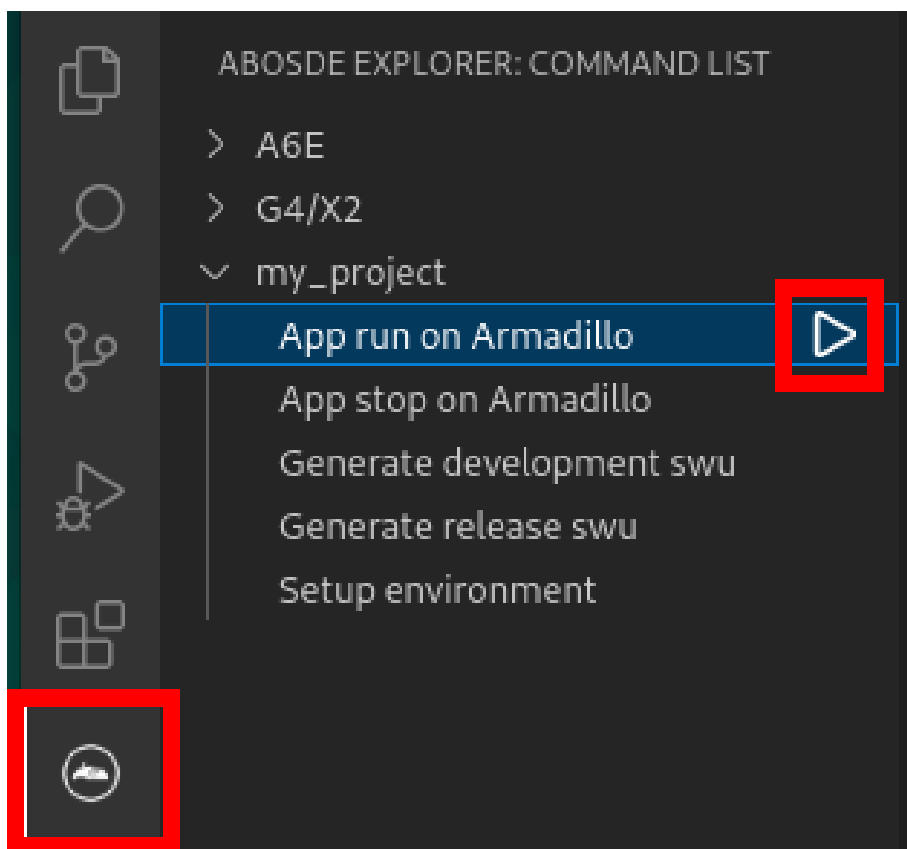 ABOSDE EXPLORER: COMMAND LIST
A6E
G4/X2
my_project
App run on Armadillo
App stop on Armadillo
Generate development swu
Generate release swu
Setup environment